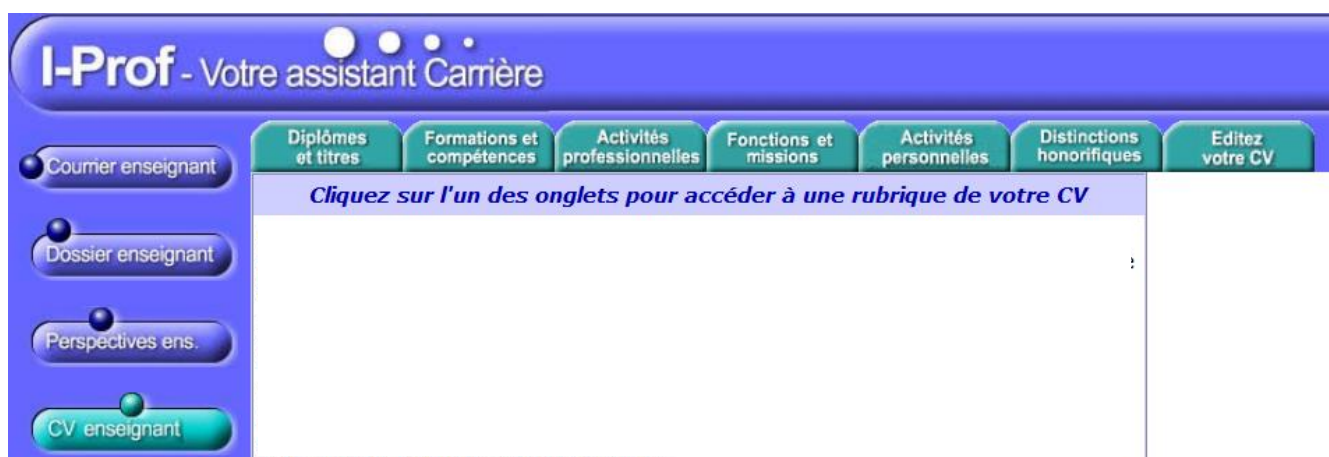 I-Prof - Votre assistant Carrière
Diplômes
et titres
Formations et
compétences
Activités
professionnelles
Fonctions et
missions
Activités
personnelles
Distinctions
honorifiques
Editez
votre CV
Courrier enseignant
Cliquez sur l'un des onglets pour accéder à une rubrique de votre CV
Dossier enseignant
Perspectives ens.
CV enseignant